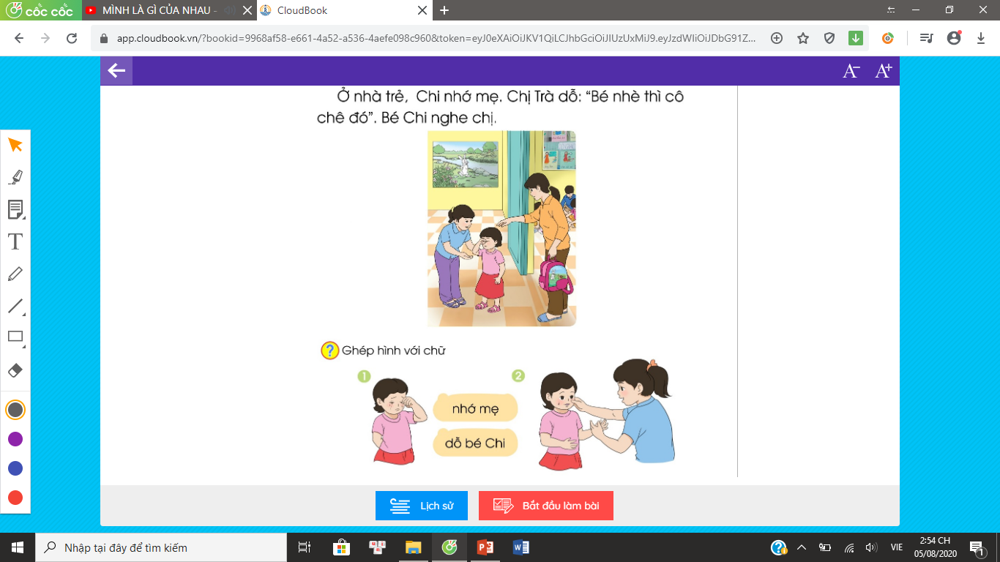 cốc cốc
MÌNH LÀ GÌ CỦA NHAU -
CloudBook
app.cloudbook.vn/?bookid=9968af58-e661-4a52-a536-4aefe098c960&token=eyJ0eXAiOiJKV1QiLCJhbGciOiJIUzUxMiJ9.eyJzdWIiOiJDbG91Z...
A- A+
Ở nhà trẻ, Chi nhớ mẹ. Chị Trà dỗ: “Bé nhè thì cô
chê đó”. Bé Chi nghe chị.
? Ghép hình với chữ
1
2
nhớ mẹ
dỗ bé Chi
T
Lịch sử
Bắt đầu làm bài
Nhập tại đây để tìm kiếm
VIE
2:54 CH
05/08/2020
1